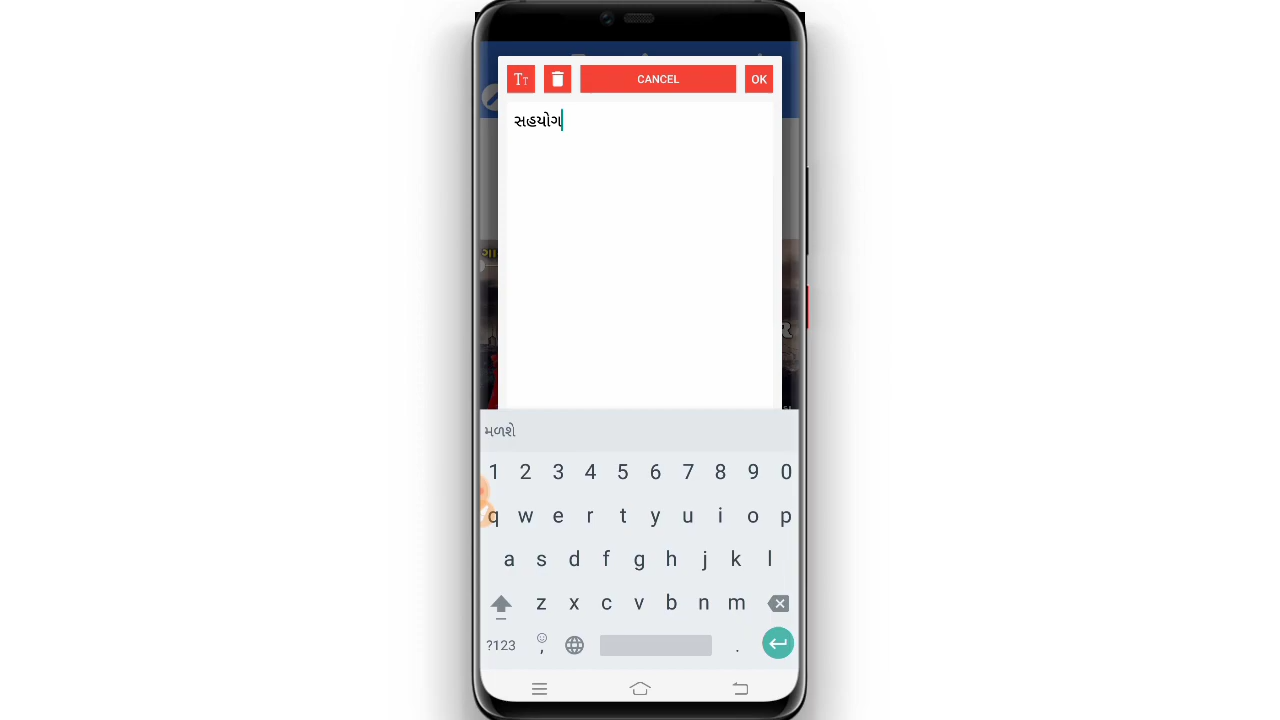 CANCEL
OK
સહયોગ
ગા
R
મળશે
1 2 3 4 5 6 7 8 9 0
q w e r t y u i o p
a s d f g h j k l
z x c v b n m
?123 , .